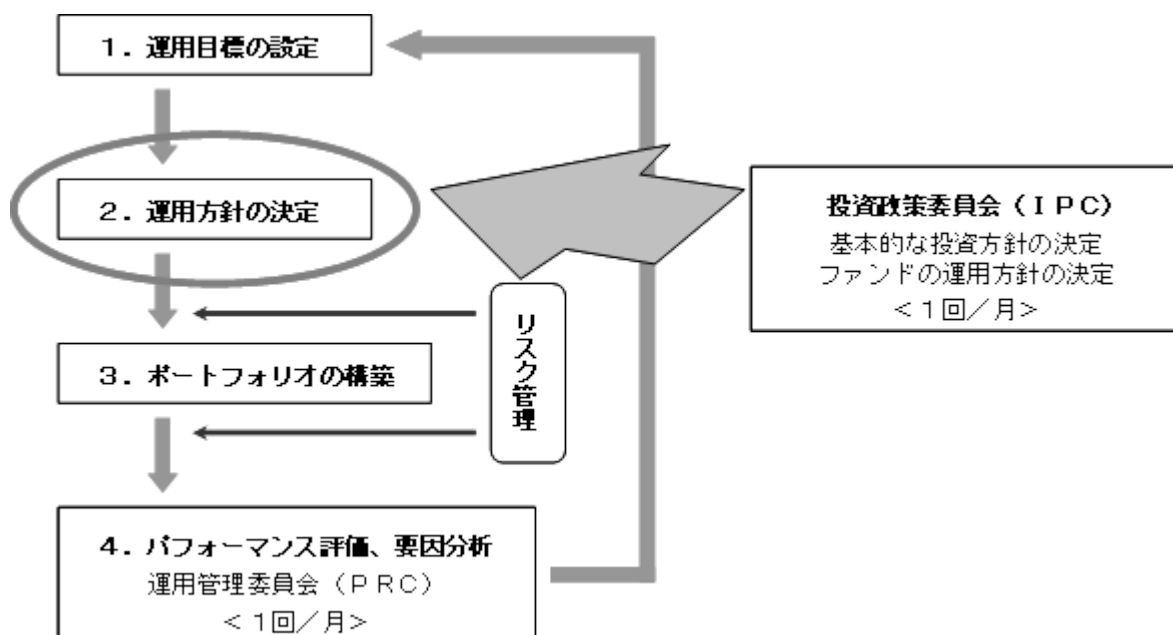 １．運用目標の設定
２．運用方針の決定
投資政策委員会（ＩＰＣ）
基本的な投資方針の決定
ファンドの運用方針の決定
＜１回／月＞
リスク管理
３．ポートフォリオの構築
４．パフォーマンス評価、要因分析
運用管理委員会（ＰＲＣ）
＜１回／月＞